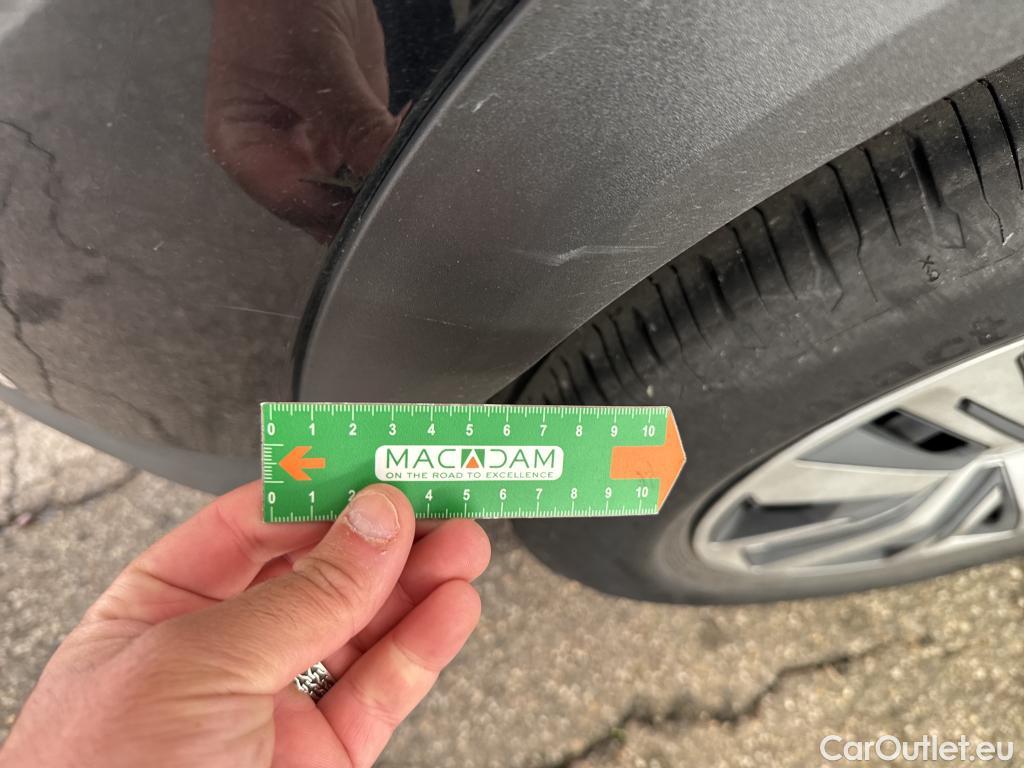 0 1 2 3 4 5 6 7 8 9 10
MACADAM
ON THE ROAD TO EXCELLENCE
0 1 2 4 5 6 7 8 9 10
CarOutlet.eu